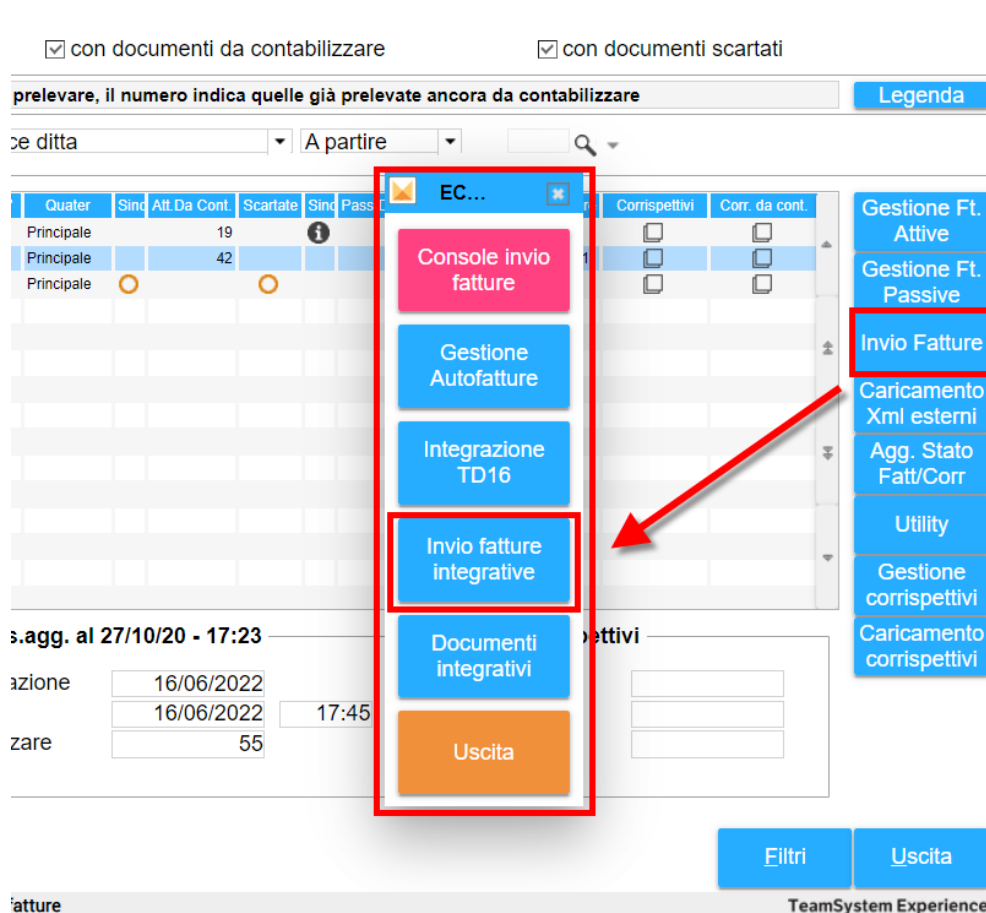 con documenti da contabilizzare
con documenti scartati
prelevare, il numero indica quelle già prelevate ancora da contabilizzare
Legenda
ce ditta
A partire
Quater Sind Att.Da Cont. Scartate Sind Pass Corrispettivi Corr. da cont.
Principale 19
Principale 42 1
Principale
EC...
Console invio
fatture
Gestione
Autofatture
Integrazione
TD16
Invio fatture
integrative
Documenti
integrativi
Uscita
Gestione Ft.
Attive
Gestione Ft.
Passive
Invio Fatture
Caricamento
Xml esterni
Agg. Stato
Fatt/Corr
Utility
Gestione
corrispettivi
Caricamento
corrispettivi
s.agg. al 27/10/20 - 17:23
pettivi
azione 16/06/2022
16/06/2022 17:45
zare 55
Filtri
Uscita
fatture
TeamSystem Experience